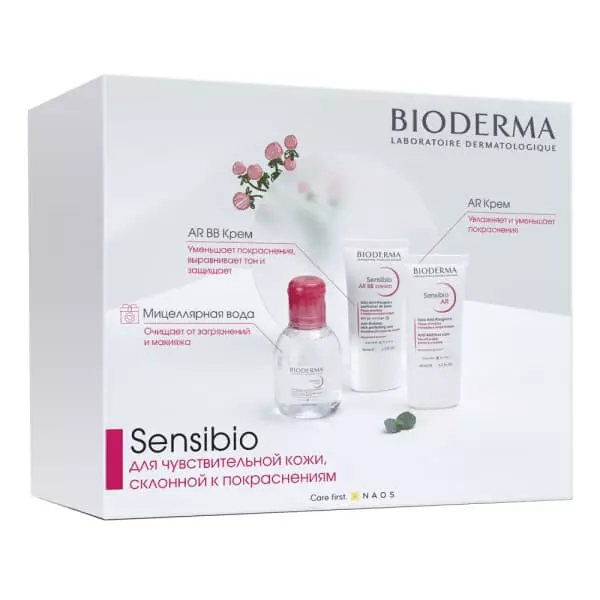 BIODERMA
LABORATOIRE DERMATOLOGIQUE
AR Крем
Увлажняет и уменьшает
покраснения
AR BB Крем
Уменьшает покраснения,
выравнивает тон и
защищает
BIODERMA
Sensibio
AR BB cream
BIODERMA
Sensibio
AR
Мицеллярная вода
Очищает от загрязнений
и макияжа
BIODERMA
Sensibio
для чувствительной кожи,
склонной к покраснениям
Care first. NAOS